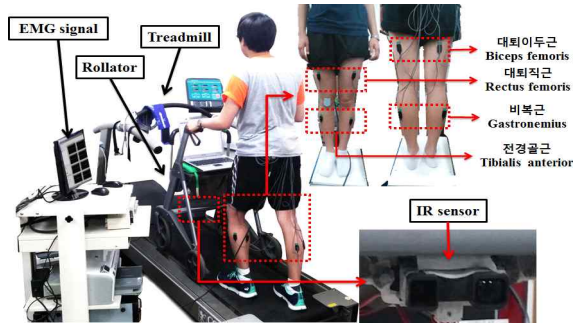 EMG signal
Treadmill
Rollator
대퇴이두근
Biceps femoris
대퇴직근
Rectus femoris
비복근
Gastronemius
전경골근
Tibialis anterior
IR sensor